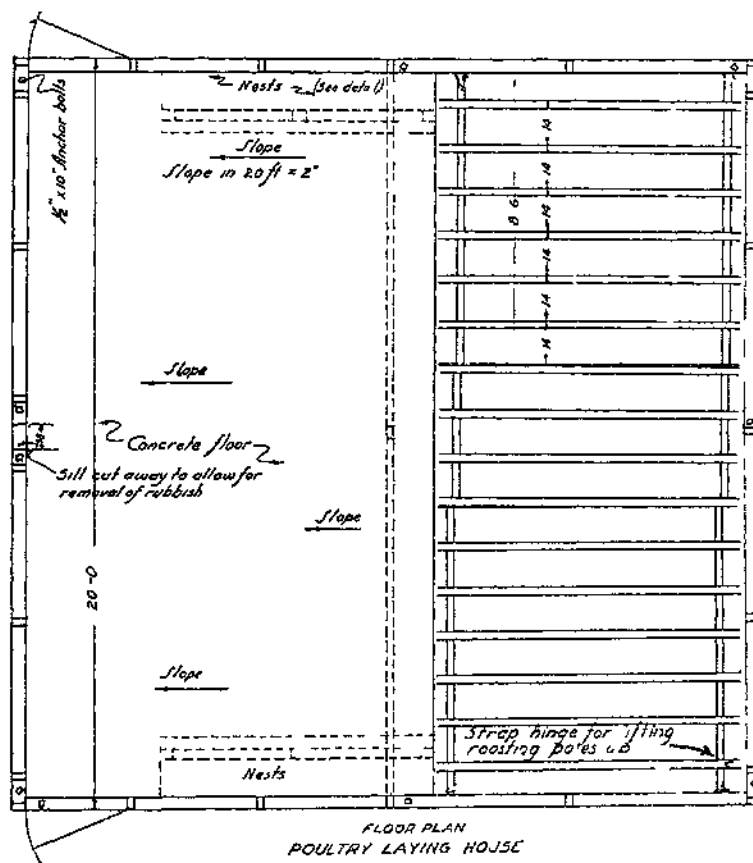 Nests (See detail)
1/2" x 10" Anchor bolts
Slope
Slope in 20 ft = 2"
14
14
14
14
14
14
8 6
Slope
Concrete floor
Sill cut away to allow for
removal of rubbish
Slope
20-0
Slope
Nests
Strap hinge for lifting
roosting poles up
FLOOR PLAN
POULTRY LAYING HOUSE